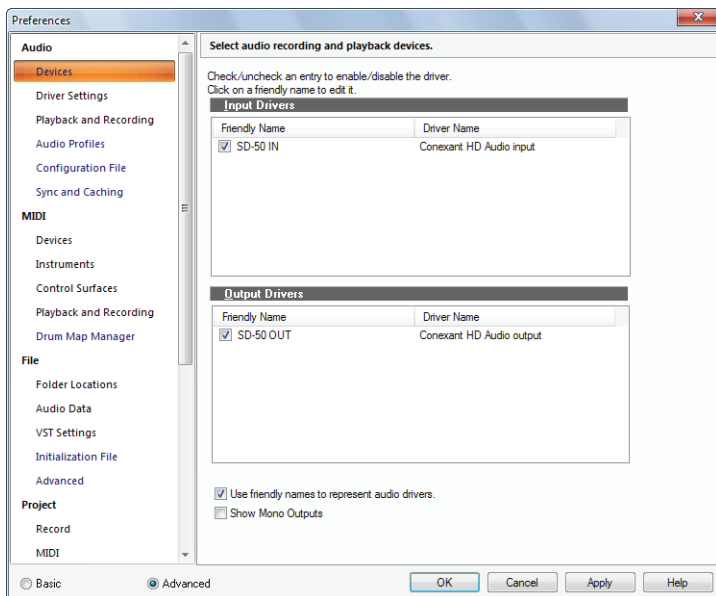 Preferences
Audio
Devices
Driver Settings
Playback and Recording
Audio Profiles
Configuration File
Sync and Caching
MIDI
Devices
Instruments
Control Surfaces
Playback and Recording
Drum Map Manager
File
Folder Locations
Audio Data
VST Settings
Initialization File
Advanced
Project
Record
MIDI
Select audio recording and playback devices.
Check/uncheck an entry to enable/disable the driver.
Click on a friendly name to edit it.
Input Drivers
Friendly Name Driver Name
SD-50 IN Conexant HD Audio input
Output Drivers
Friendly Name Driver Name
SD-50 OUT Conexant HD Audio output
Use friendly names to represent audio drivers.
Show Mono Outputs
Basic Advanced OK Cancel Apply Help